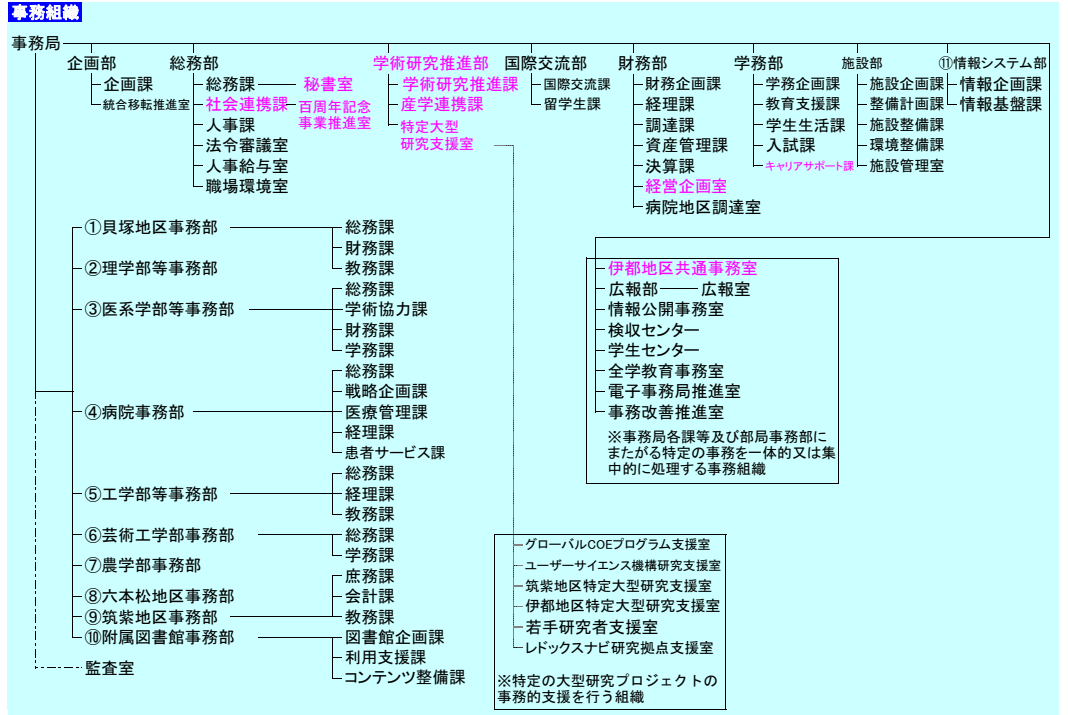 事務組織
事務局
企画部
企画課
統合移転推進室
総務部
総務課
秘書室
社会連携課
百周年記念
事業推進室
人事課
法令審議室
人事給与室
職場環境室
学術研究推進部
学術研究推進課
産学連携課
特定大型
研究支援室
国際交流部
国際交流課
留学生課
財務部
財務企画課
経理課
調達課
資産管理課
決算課
経営企画室
病院地区調達室
学務部
学務企画課
教育支援課
学生生活課
入試課
キャリアサポート課
施設部
施設企画課
整備計画課
施設整備課
環境整備課
施設管理室
⑪情報システム部
情報企画課
情報基盤課
①貝塚地区事務部
総務課
財務課
教務課
②理学部等事務部
③医系学部等事務部
総務課
学術協力課
財務課
学務課
④病院事務部
総務課
戦略企画課
医療管理課
経理課
患者サービス課
⑤工学部等事務部
総務課
経理課
教務課
⑥芸術工学部事務部
総務課
学務課
⑦農学部事務部
⑧六本松地区事務部
⑨筑紫地区事務部
庶務課
会計課
教務課
⑩附属図書館事務部
図書館企画課
利用支援課
コンテンツ整備課
監査室
伊都地区共通事務室
広報部
広報室
情報公開事務室
検収センター
学生センター
全学教育事務室
電子事務局推進室
事務改善推進室
※事務局各課等及び部局事務部に
またがる特定の事務を一体的又は集
中的に処理する事務組織
グローバルCOEプログラム支援室
ユーザーサイエンス機構研究支援室
筑紫地区特定大型研究支援室
伊都地区特定大型研究支援室
若手研究者支援室
レドックスナビ研究拠点支援室
※特定の大型研究プロジェクトの
事務的支援を行う組織